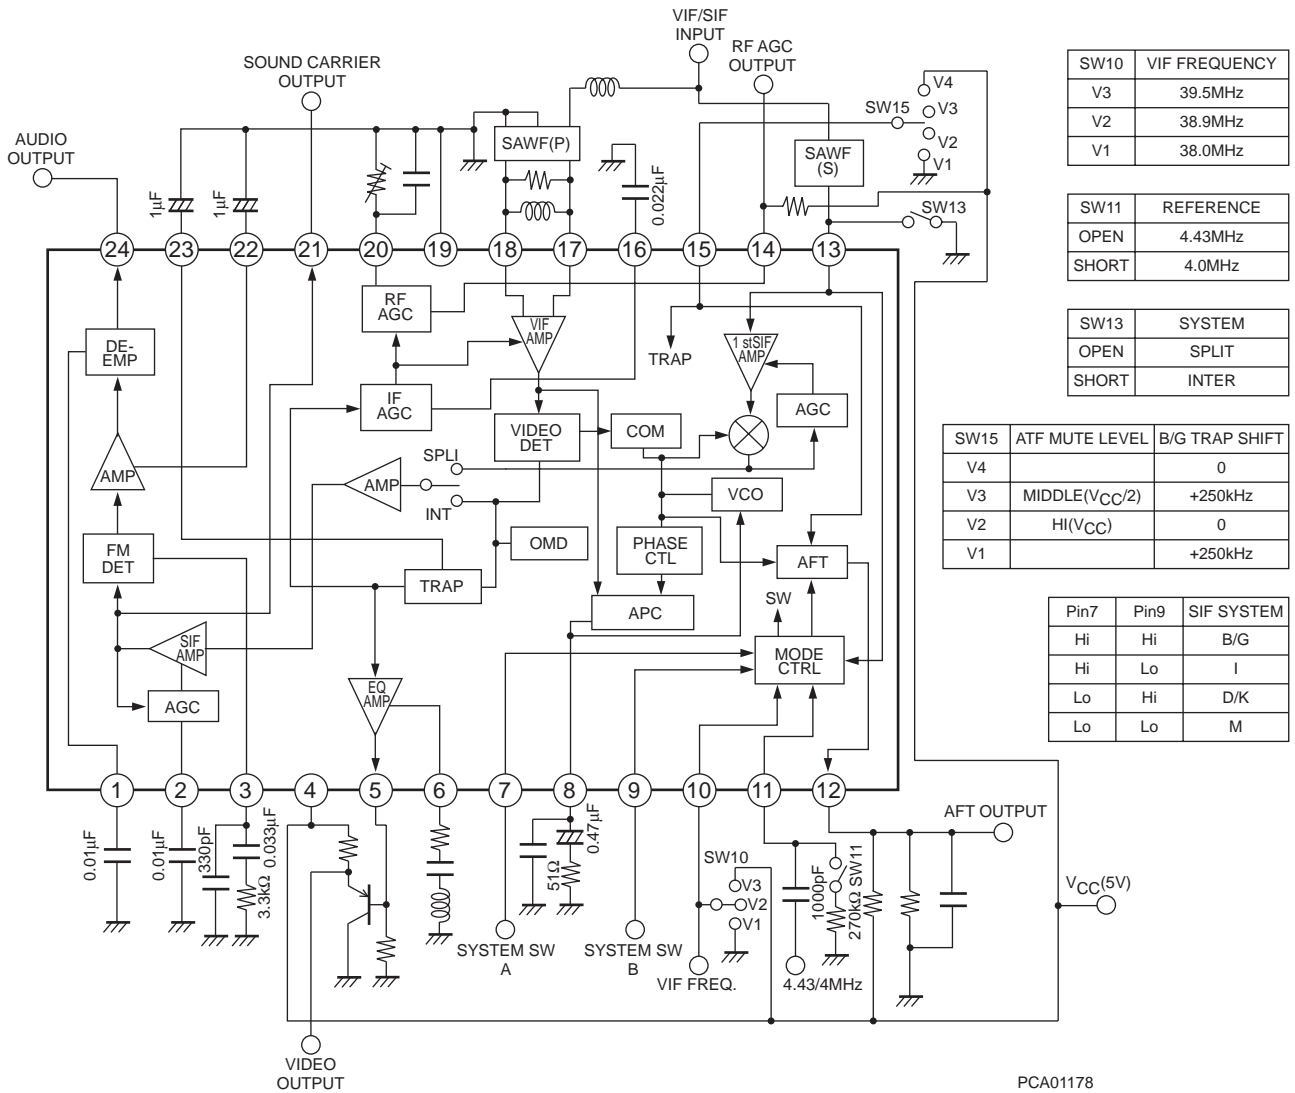 VIF/SIF
INPUT
RF AGC
OUTPUT
SOUND CARRIER
OUTPUT
AUDIO
OUTPUT
1μF
1μF
SAWF(P)
0.022μF
SAWF
(S)
SW15
V4
V3
V2
V1
SW13
24
23
22
21
20
19
18
17
16
15
14
13
DE-
EMP
RF
AGC
VIF
AMP
TRAP
1 stSIF
AMP
IF
AGC
AGC
VIDEO
DET
COM
AMP
SPLI
AMP
INT
VCO
FM
DET
OMD
PHASE
CTL
AFT
TRAP
SW
APC
SIF
AMP
MODE
CTRL
AGC
EQ
AMP
1
2
3
4
5
6
7
8
9
10
11
12
0.01μF
0.01μF
330pF
0.033μF
3.3kΩ
51Ω
0.47μF
SYSTEM SW
A
SYSTEM SW
B
SW10
V3
V2
V1
VIF FREQ.
1000pF
SW11
270kΩ
4.43/4MHz
AFT OUTPUT
VCC(5V)
VIDEO
OUTPUT
SW10 VIF FREQUENCY
V3 39.5MHz
V2 38.9MHz
V1 38.0MHz
SW11 REFERENCE
OPEN 4.43MHz
SHORT 4.0MHz
SW13 SYSTEM
OPEN SPLIT
SHORT INTER
SW15 ATF MUTE LEVEL B/G TRAP SHIFT
V4 0
V3 MIDDLE(VCC/2) +250kHz
V2 HI(VCC) 0
V1 +250kHz
Pin7 Pin9 SIF SYSTEM
Hi Hi B/G
Hi Lo I
Lo Hi D/K
Lo Lo M
PCA01178